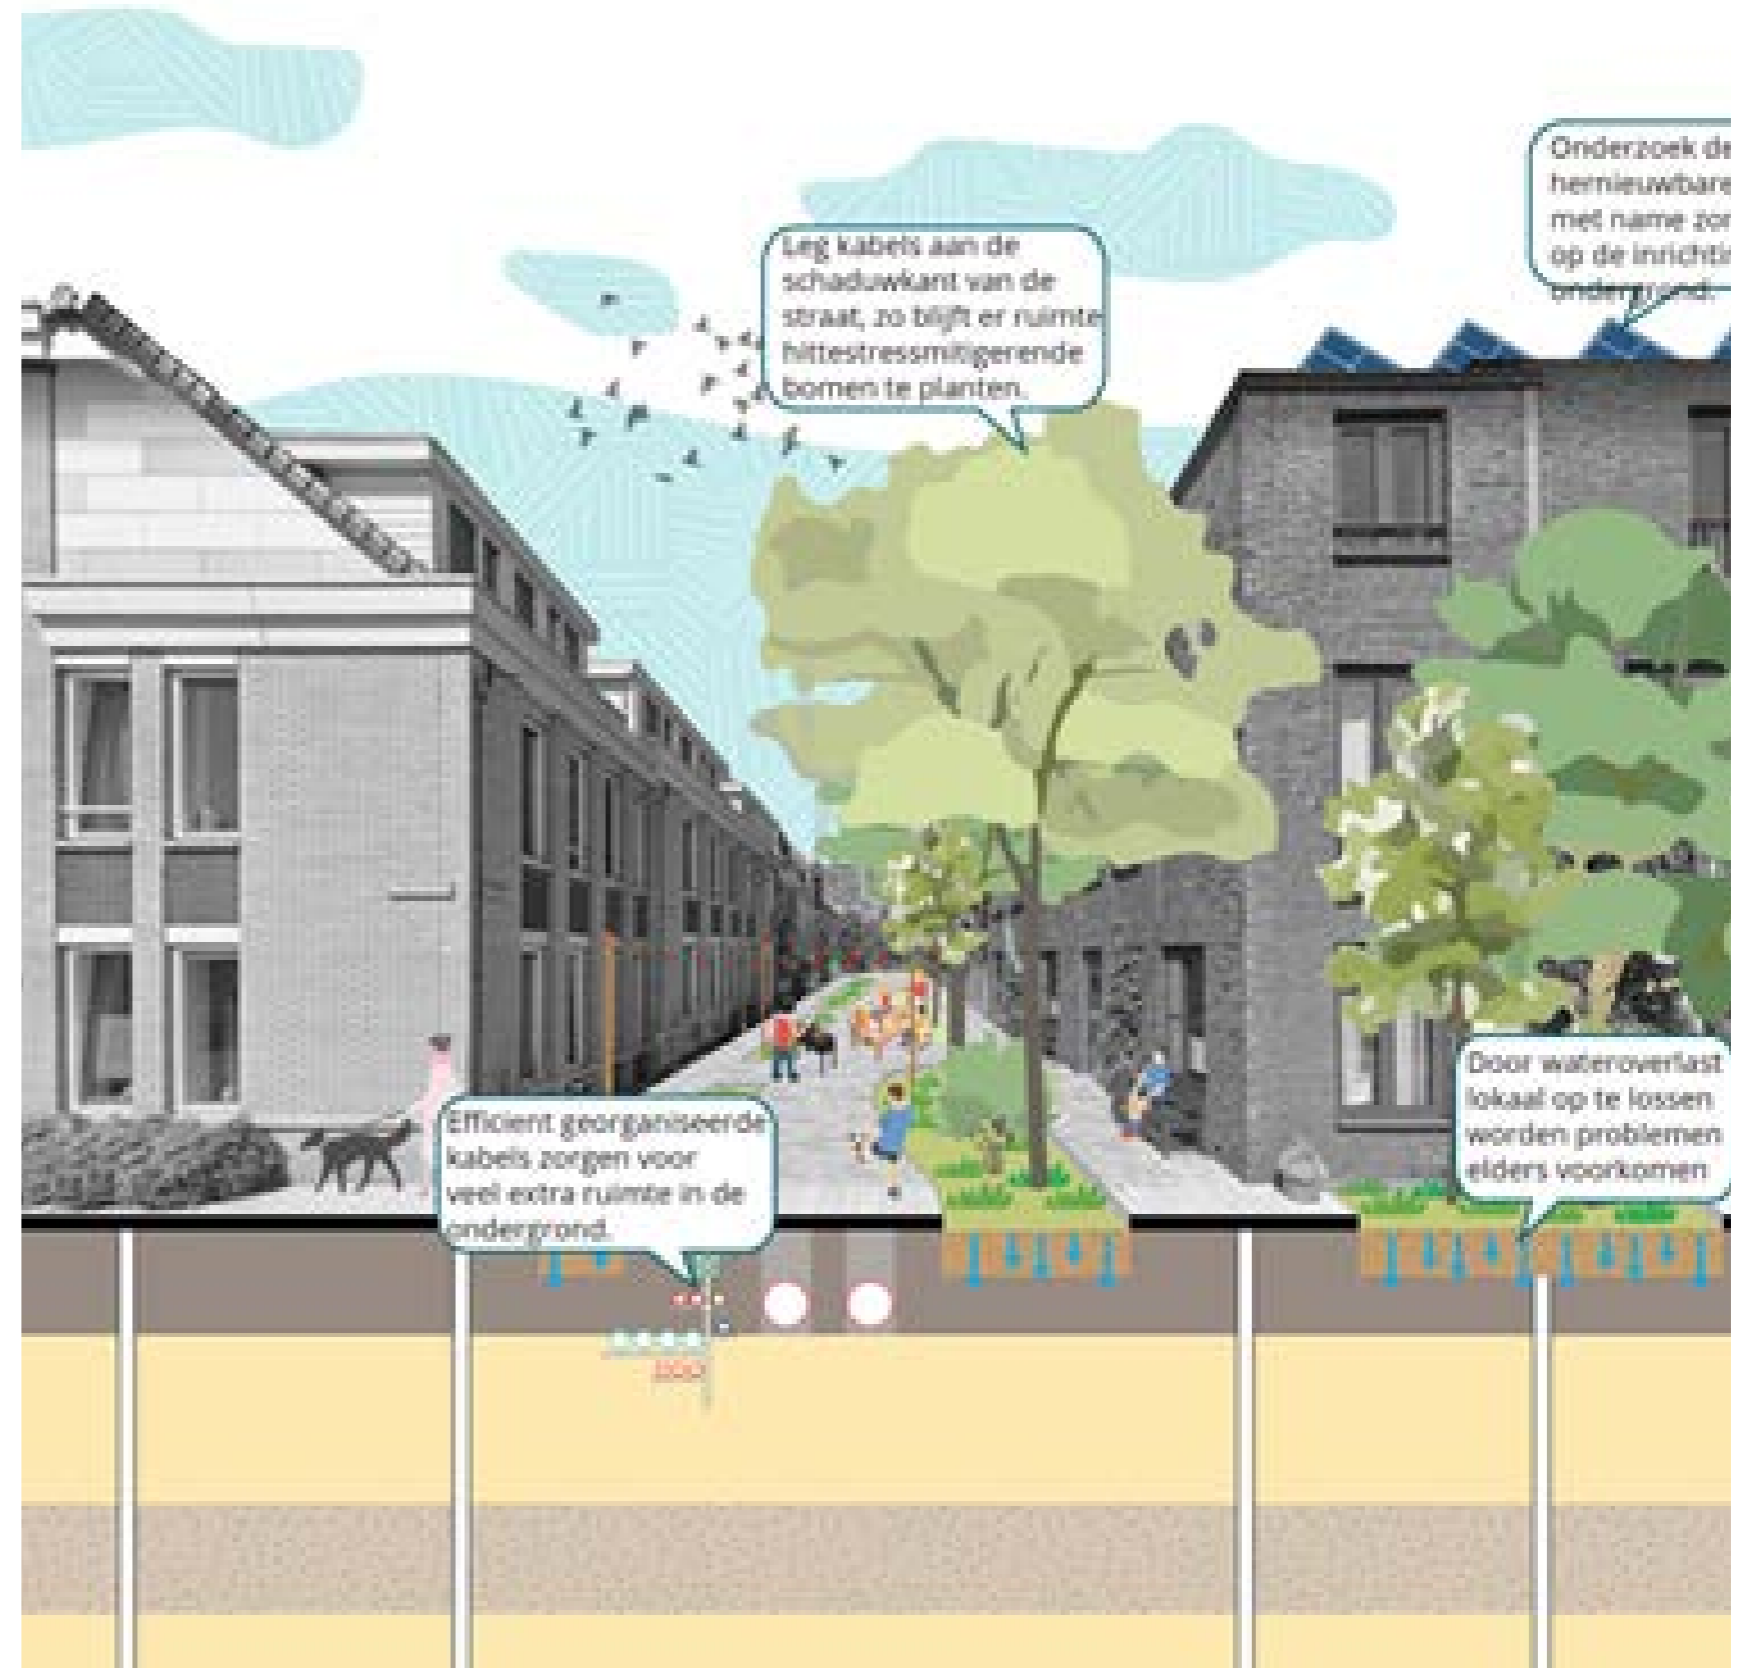 Onderzoek de
hernieuwbare
met name zon
op de inrichtin
ondergrond.
Leg kabels aan de
schaduwkant van de
straat, zo blijft er ruimte
hittestressmitigerende
bomen te planten.
Door wateroverlast
lokaal op te lossen
worden problemen
elders voorkomen
Efficient georganiseerde
kabels zorgen voor
veel extra ruimte in de
ondergrond.